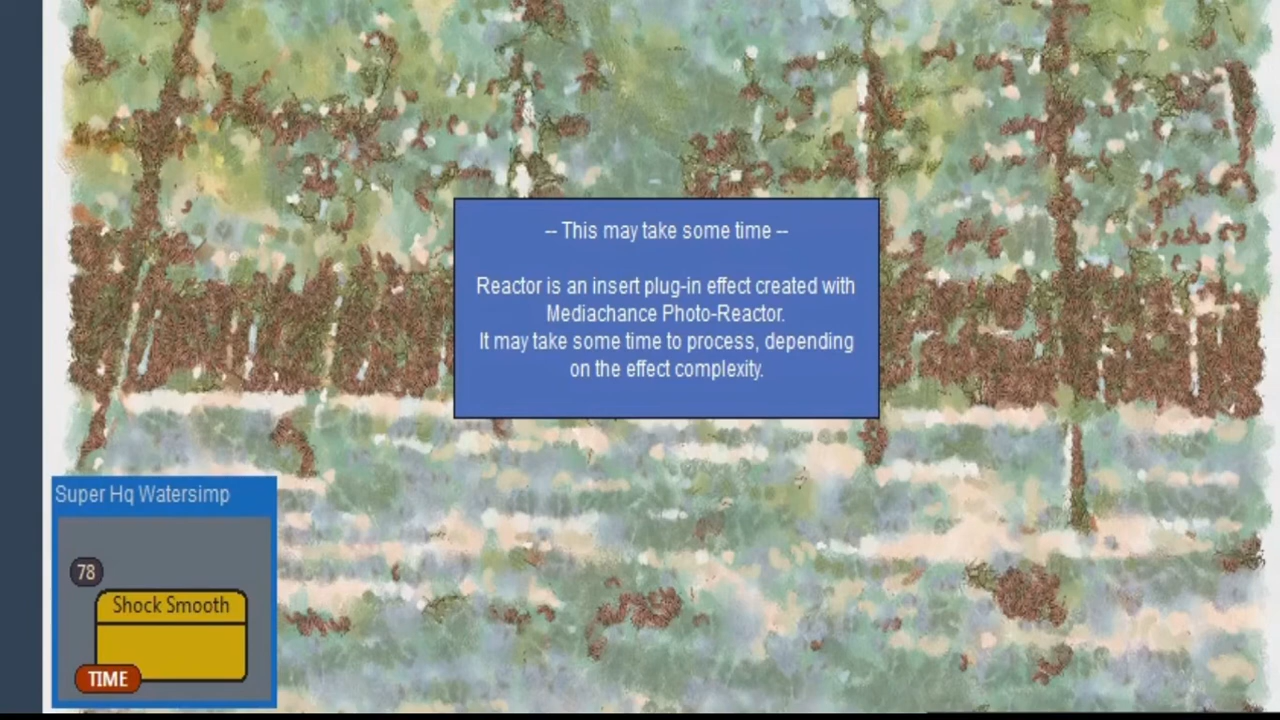 -- This may take some time --
Reactor is an insert plug-in effect created with
Mediachance Photo-Reactor.
It may take some time to process, depending
on the effect complexity.
Super Hq Watersimp
78
Shock Smooth
TIME